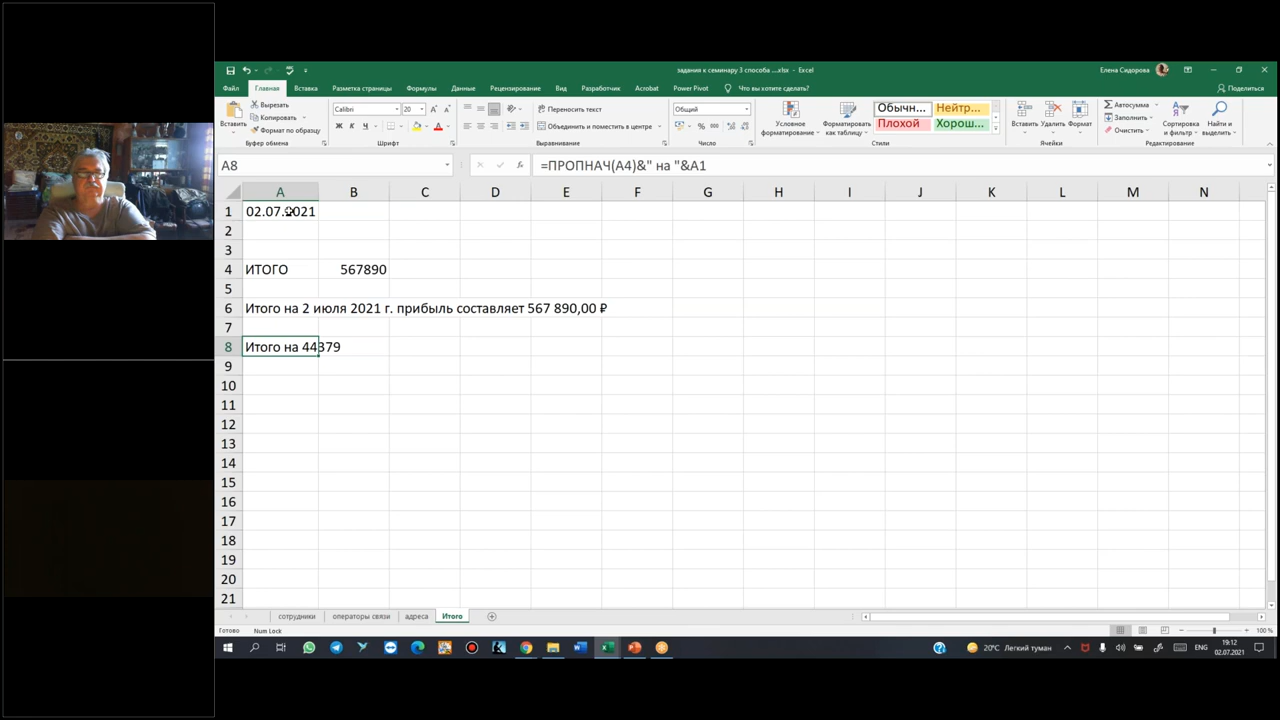 задания к семинару 3 способа ....xlsx - Excel
Елена Сидорова
Файл Главная Вставка Разметка страницы Формулы Данные Рецензирование Вид Разработчик Acrobat Power Pivot Что вы хотите сделать? Поделиться
Вставить
Вырезать
Копировать
Формат по образцу
Буфер обмена
Calibri 20
Ж К Ч
Шрифт
Переносить текст
Объединить и поместить в центре
Выравнивание
Общий
Число
Условное форматирование
Форматировать как таблицу
Обычн...
Нейтр...
Плохой
Хорош...
Стили
Вставить Удалить Формат
Ячейки
Автосумма
Заполнить
Очистить
Сортировка и фильтр
Найти и выделить
Редактирование
A8 fx =ПРОПНАЧ(A4)&" на "&A1
A B C D E F G H I J K L M N
1 02.07.2021
2
3
4 ИТОГО 567890
5
6 Итого на 2 июля 2021 г. прибыль составляет 567 890,00 ₽
7
8 Итого на 44379
9
10
11
12
13
14
15
16
17
18
19
20
21
сотрудники операторы связи адреса Итого
Готово Num Lock 100 %
20°C Легкий туман ENG 19:12
02.07.2021